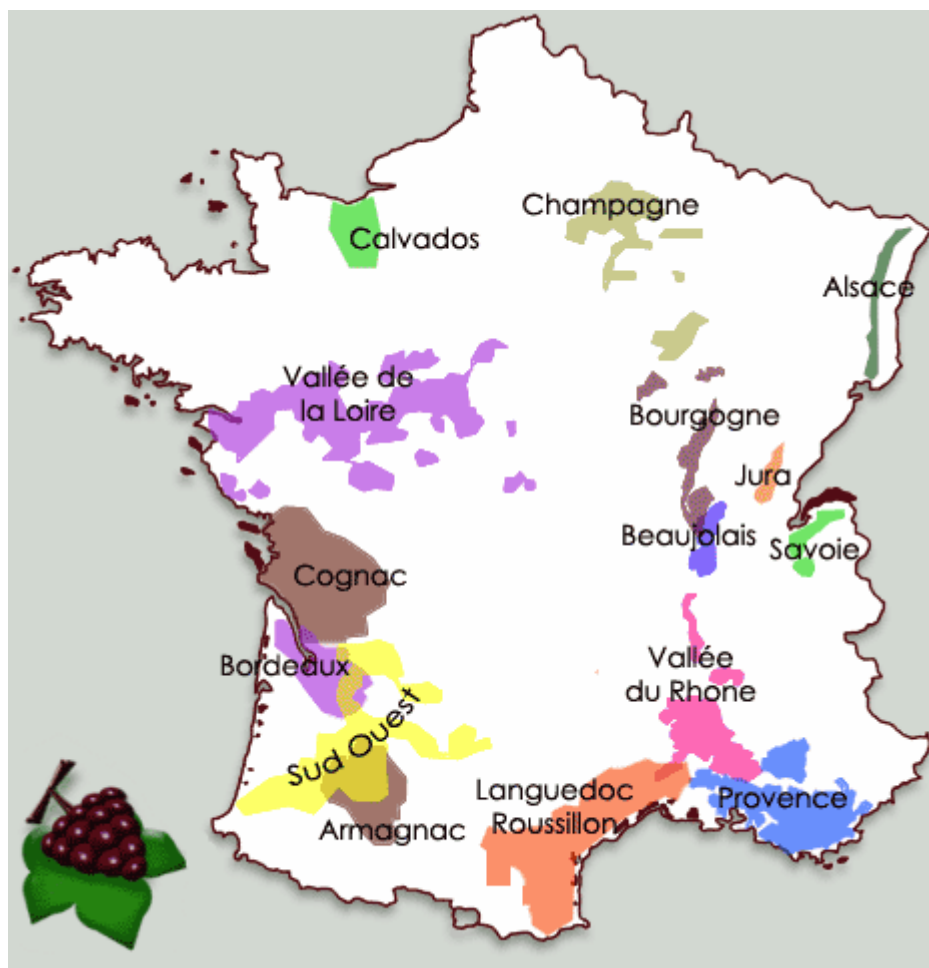 Champagne
Calvados
Alsace
Vallée de
la Loire
Bourgogne
Jura
Beaujolais
Savoie
Cognac
Bordeaux
Vallée
du Rhone
Sud Ouest
Languedoc
Roussillon
Provence
Armagnac